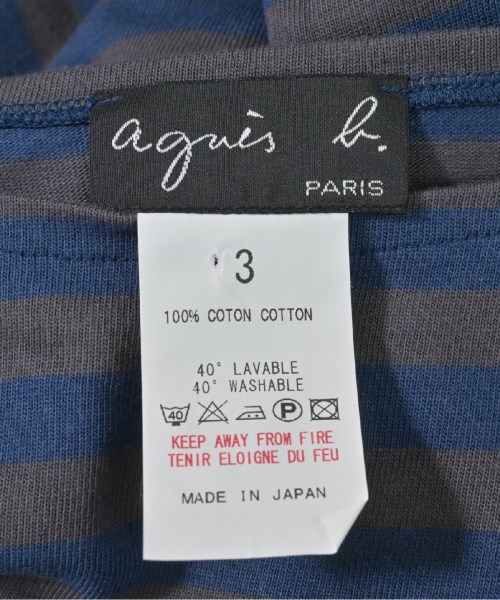 agnès b.
PARIS
3
100% COTON COTTON
40° LAVABLE
40° WASHABLE
40 P
KEEP AWAY FROM FIRE
TENIR ELOIGNE DU FEU
MADE IN JAPAN